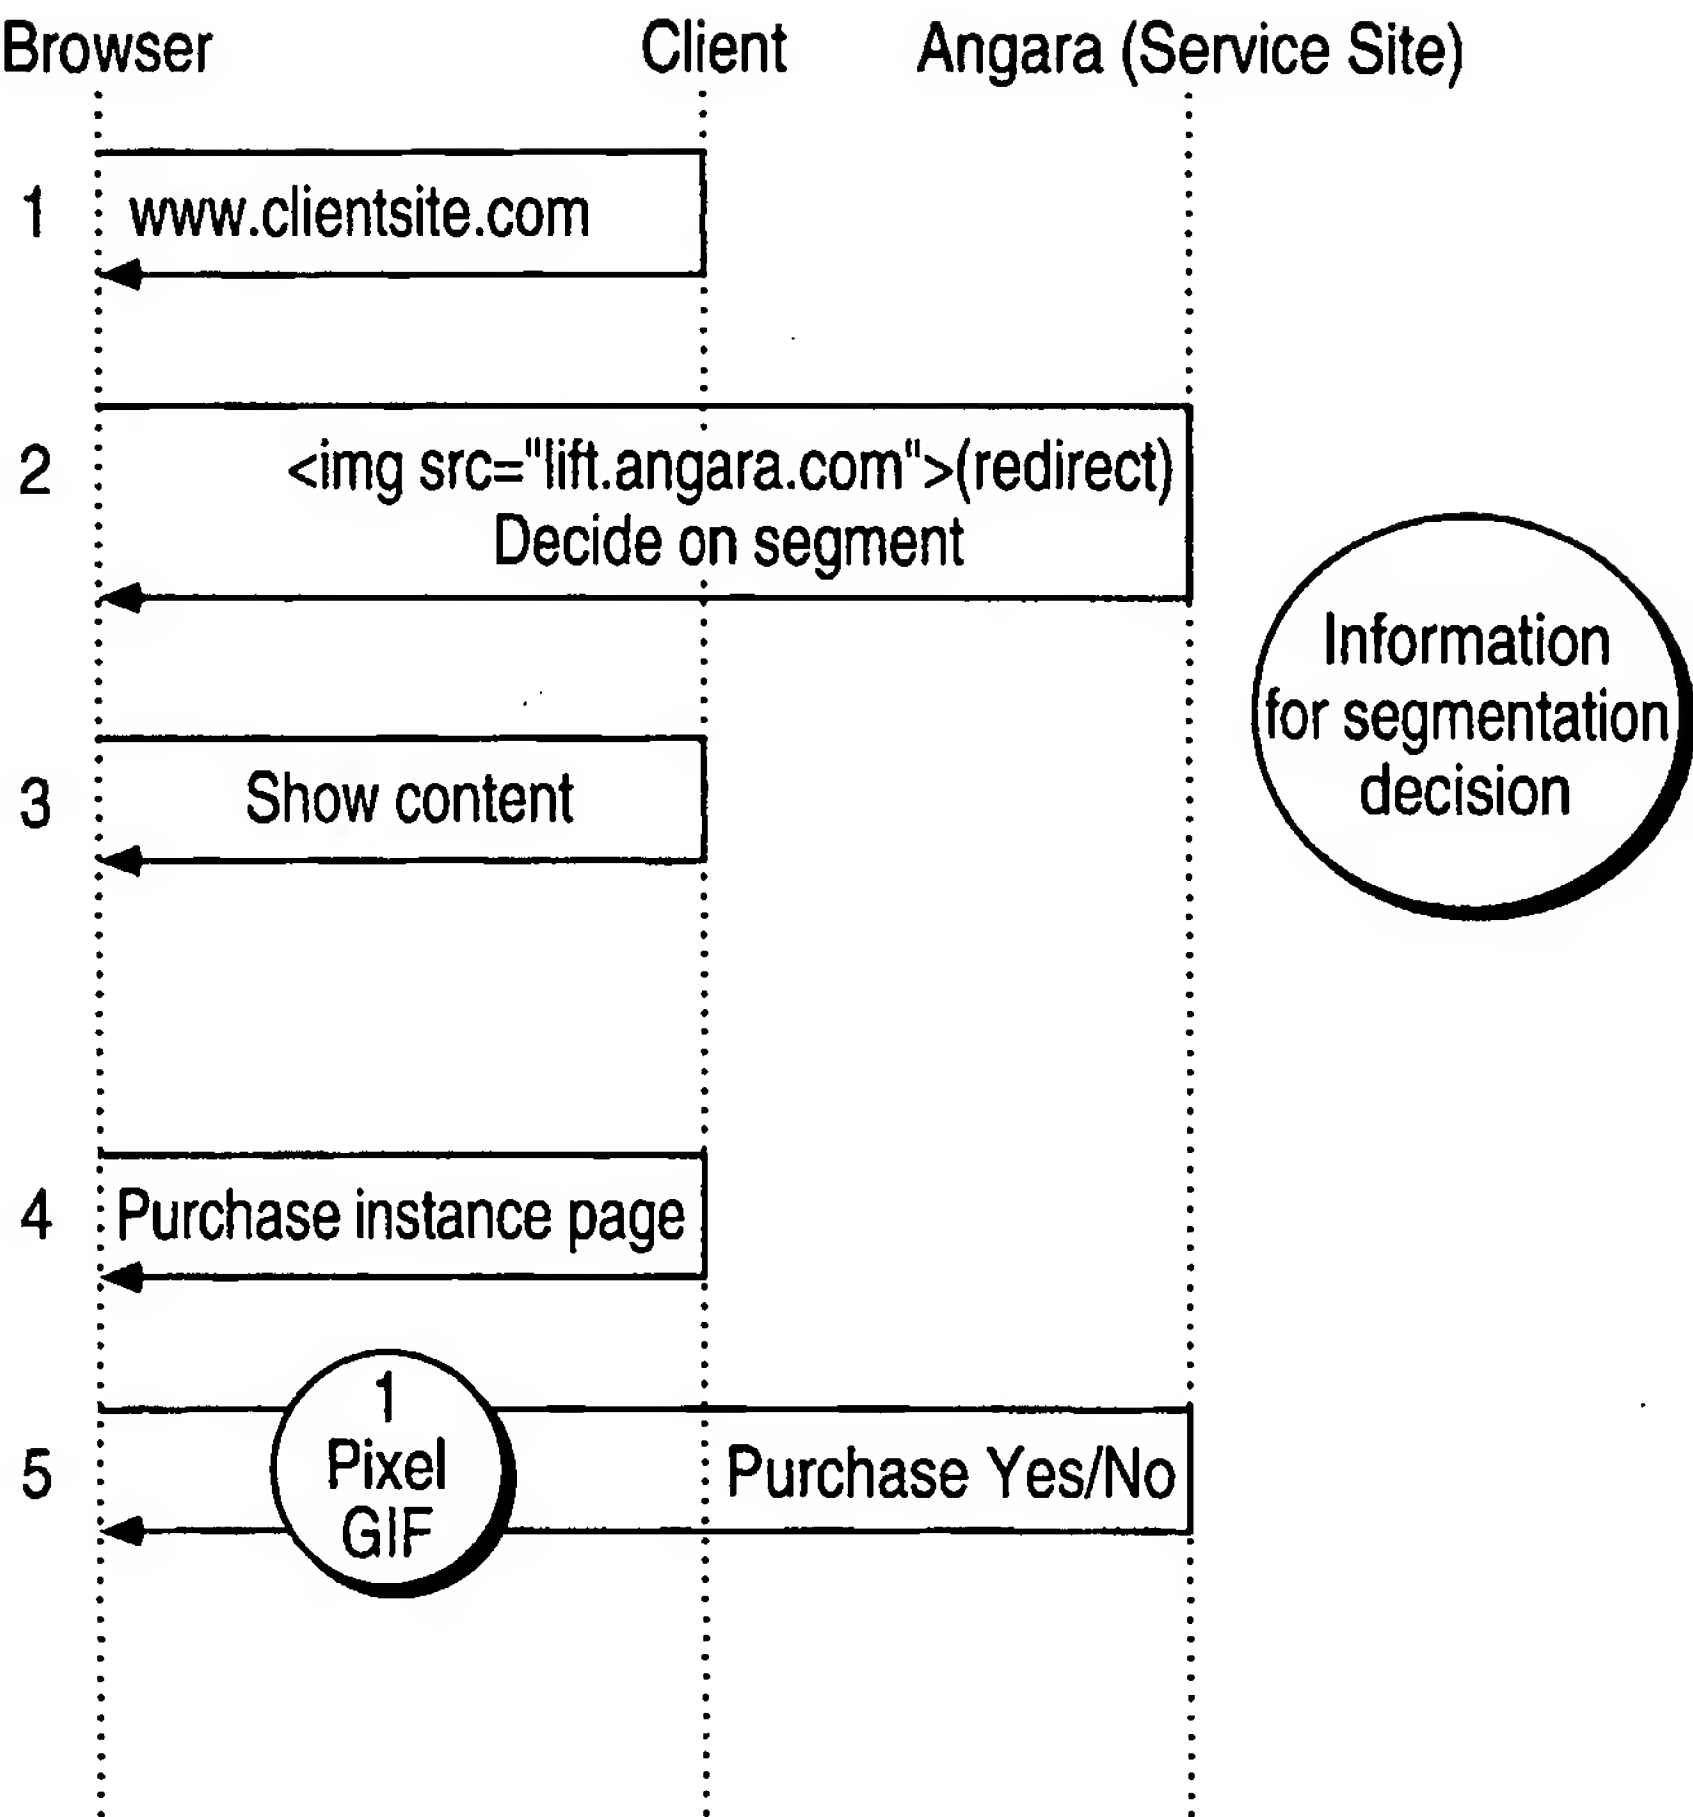 Browser
Client
Angara (Service Site)
1
www.clientsite.com
2
<img src="lift.angara.com">(redirect)
Decide on segment
Information
for segmentation
decision
3
Show content
4
Purchase instance page
5
1
Pixel
GIF
Purchase Yes/No